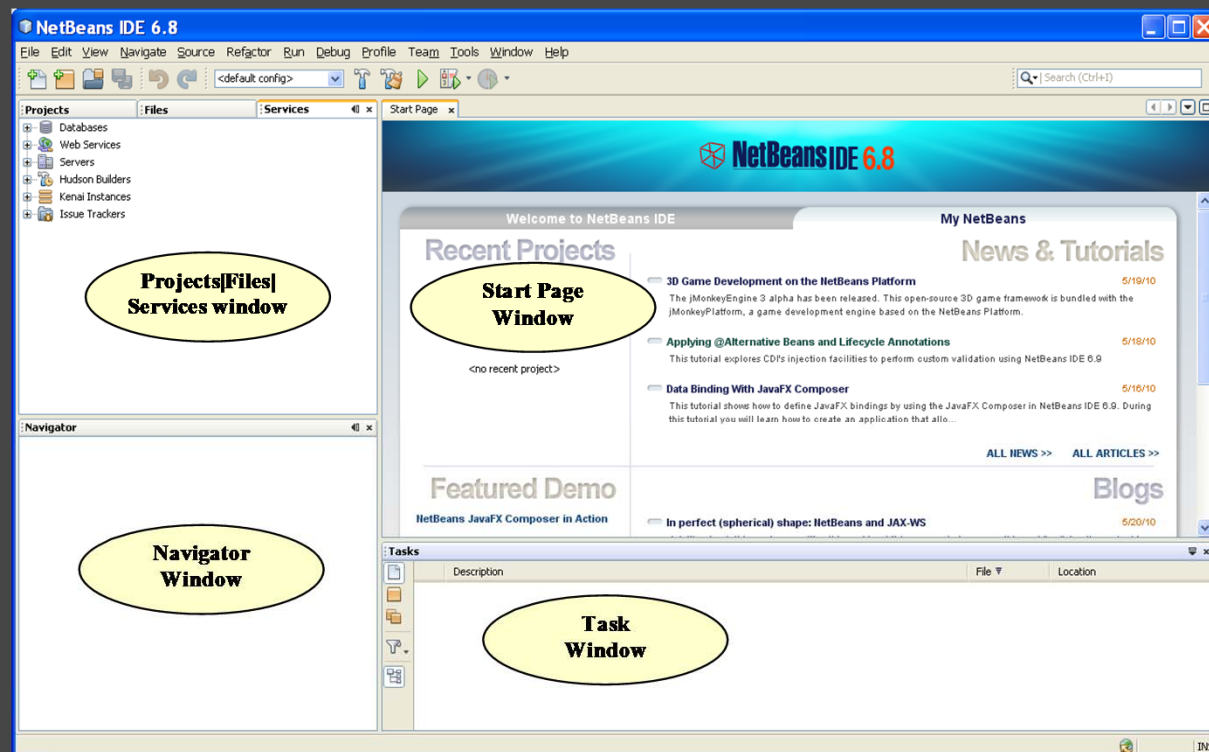 NetBeans IDE 6.8
File Edit View Navigate Source Refactor Run Debug Profile Team Tools Window Help
<default config>
Search (Ctrl+I)
Projects Files Services
Start Page
Databases
Web Services
Servers
Hudson Builders
Kenai Instances
Issue Trackers
Projects|Files|
Services window
NetBeans IDE 6.8
Welcome to NetBeans IDE
My NetBeans
Recent Projects
<no recent project>
Start Page
Window
News & Tutorials
3D Game Development on the NetBeans Platform 5/19/10
The jMonkeyEngine 3 alpha has been released. This open-source 3D game framework is bundled with the
jMonkeyPlatform, a game development engine based on the NetBeans Platform.
Applying @Alternative Beans and Lifecycle Annotations 5/18/10
This tutorial explores CDI's injection facilities to perform custom validation using NetBeans IDE 6.9
Data Binding With JavaFX Composer 5/16/10
This tutorial shows how to define JavaFX bindings by using the JavaFX Composer in NetBeans IDE 6.9. During
this tutorial you will learn how to create an application that allo...
ALL NEWS >> ALL ARTICLES >>
Featured Demo
NetBeans JavaFX Composer in Action
Blogs
In perfect (spherical) shape: NetBeans and JAX-WS 5/20/10
Navigator
Navigator
Window
Tasks
Description File Location
Task
Window